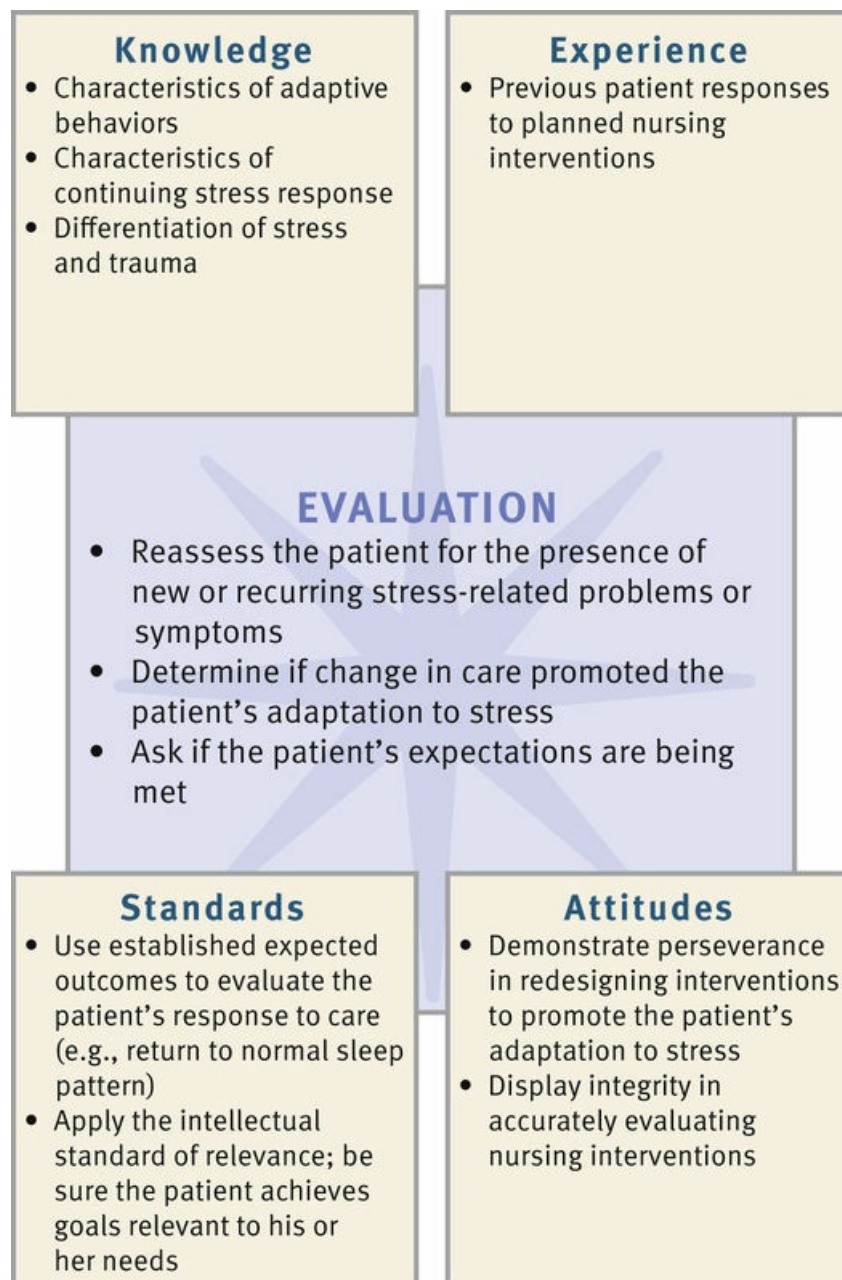 Knowledge
• Characteristics of adaptive
behaviors
• Characteristics of
continuing stress response
• Differentiation of stress
and trauma
Experience
• Previous patient responses
to planned nursing
interventions
EVALUATION
• Reassess the patient for the presence of
new or recurring stress-related problems or
symptoms
• Determine if change in care promoted the
patient’s adaptation to stress
• Ask if the patient’s expectations are being
met
Standards
• Use established expected
outcomes to evaluate the
patient’s response to care
(e.g., return to normal sleep
pattern)
• Apply the intellectual
standard of relevance; be
sure the patient achieves
goals relevant to his or
her needs
Attitudes
• Demonstrate perseverance
in redesigning interventions
to promote the patient’s
adaptation to stress
• Display integrity in
accurately evaluating
nursing interventions